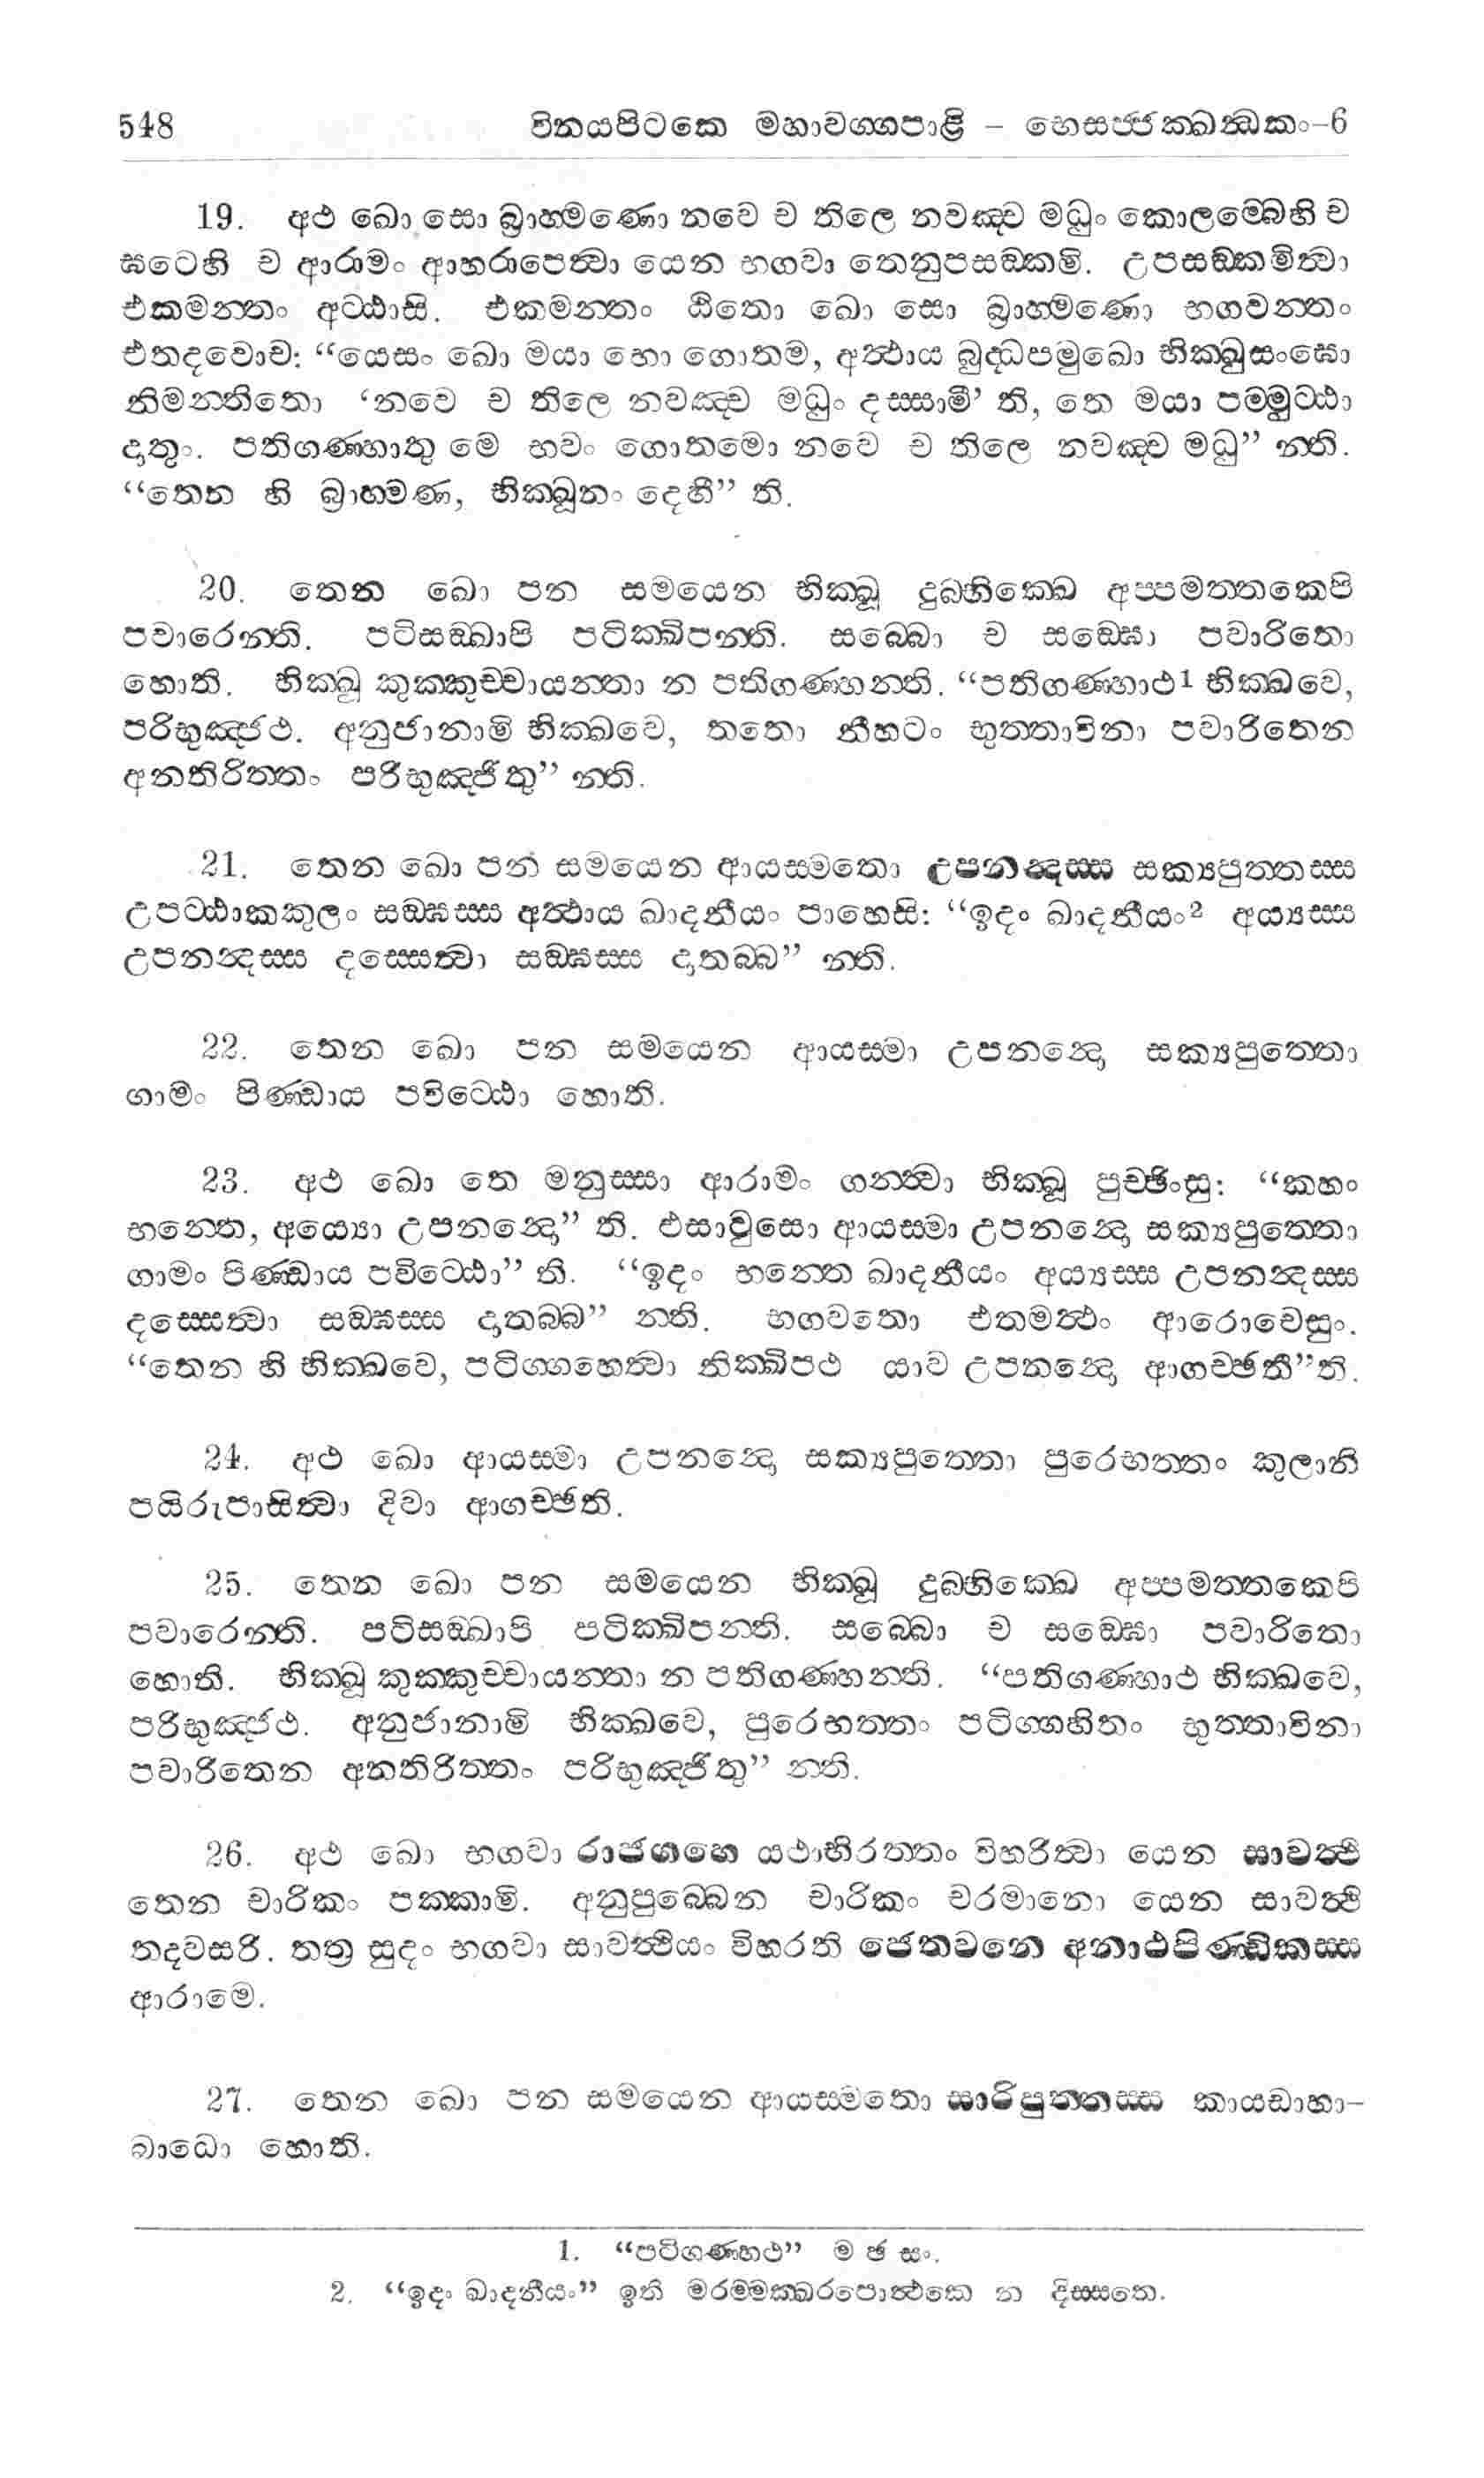 548 විනයපිටකෙ මහාවග්ගපාළි – භෙසජ්ජක්ඛන්ධකං-6
19. අථ ඛො සො බ්‍රාහ්මණො නවෙ ච තිලෙ නවඤ්ච මධුං කොලම්බෙහි ච
ඝටෙහි ච ආරාමං ආහරාපෙත්‍වා යෙන භගවා තෙනුපසඞ්කමි. උපසඞ්කමිත්‍වා
එකමන්තං අට්ඨාසි. එකමන්තං ඨිතො ඛො සො බ්‍රාහ්මණො භගවන්තං
එතදවොච: “යෙසං ඛො මයා භො ගොතම, අත්‍ථාය බුද්ධපමුඛො භික්ඛුසංඝො
නිමන්තිතො ‘නවෙ ච තිලෙ නවඤ්ච මධුං දස්සාමී’ ති, තෙ මයා පම්මුට්ඨා
දාතුං. පතිගණ්හාතු මෙ භවං ගොතමො නවෙ ච තිලෙ නවඤ්ච මධු” න්ති.
“තෙන හි බ්‍රාහ්මණ, භික්ඛූනං දෙහී” ති.
20. තෙන ඛො පන සමයෙන භික්ඛූ දුබ්භික්ඛෙ අප්පමත්තකෙපි
පවාරෙන්ති. පටිසඞ්ඛාපි පටික්ඛිපන්ති. සබ්බො ච සඞ්ඝො පවාරිතො
හොති. භික්ඛූ කුක්කුච්චායන්තා න පතිගණ්හන්ති. “පතිගණ්හාථ1 භික්ඛවෙ,
පරිභුඤ්ජථ. අනුජානාමි භික්ඛවෙ, තතො නීහටං භුත්තාවිනා පවාරිතෙන
අනතිරිත්තං පරිභුඤ්ජිතු” න්ති.
21. තෙන ඛො පන සමයෙන ආයස්මතො උපනන්දස්ස සක්‍යපුත්තස්ස
උපට්ඨාකකුලං සඞ්ඝස්ස අත්‍ථාය ඛාදනීයං පාහෙසි: “ඉදං ඛාදනීයං2 අය්‍යස්ස
උපනන්දස්ස දස්සෙත්‍වා සඞ්ඝස්ස දාතබ්බ” න්ති.
22. තෙන ඛො පන සමයෙන ආයස්මා උපනන්දො සක්‍යපුත්තො
ගාමං පිණ්ඩාය පවිට්ඨො හොති.
23. අථ ඛො තෙ මනුස්සා ආරාමං ගන්ත්‍වා භික්ඛූ පුච්ඡිංසු: “කහං
භන්තෙ, අය්‍යො උපනන්දො” ති. එසාවුසො ආයස්මා උපනන්දො සක්‍යපුත්තො
ගාමං පිණ්ඩාය පවිට්ඨො” ති. “ඉදං භන්තෙ ඛාදනීයං අය්‍යස්ස උපනන්දස්ස
දස්සෙත්‍වා සඞ්ඝස්ස දාතබ්බ” න්ති. භගවතො එතමත්‍ථං ආරොචෙසුං.
“තෙන හි භික්ඛවෙ, පටිග්ගහෙත්‍වා නික්ඛිපථ යාව උපනන්දො ආගච්ඡතී”ති.
24. අථ ඛො ආයස්මා උපනන්දො සක්‍යපුත්තො පුරෙභත්තං කුලානි
පයිරුපාසිත්‍වා දිවා ආගච්ඡති.
25. තෙන ඛො පන සමයෙන භික්ඛූ දුබ්භික්ඛෙ අප්පමත්තකෙපි
පවාරෙන්ති. පටිසඞ්ඛාපි පටික්ඛිපන්ති. සබ්බො ච සඞ්ඝො පවාරිතො
හොති. භික්ඛූ කුක්කුච්චායන්තා න පතිගණ්හන්ති. “පතිගණ්හාථ භික්ඛවෙ,
පරිභුඤ්ජථ. අනුජානාමි භික්ඛවෙ, පුරෙභත්තං පටිග්ගහිතං භුත්තාවිනා
පවාරිතෙන අනතිරිත්තං පරිභුඤ්ජිතු” න්ති.
26. අථ ඛො භගවා රාජගහෙ යථාභිරත්තං විහරිත්‍වා යෙන සාවත්‍ථි
තෙන චාරිකං පක්කාමි. අනුපුබ්බෙන චාරිකං චරමානො යෙන සාවත්‍ථි
තදවසරි. තත්‍ර සුදං භගවා සාවත්‍ථියං විහරති ජෙතවනෙ අනාථපිණ්ඩිකස්ස
ආරාමෙ.
27. තෙන ඛො පන සමයෙන ආයස්මතො සාරිපුත්තස්ස කායඩාහා-
බාධො හොති.
1. “පටිගණ්හථ” ම ඡ සං.
2. “ඉදං ඛාදනීයං” ඉති මරම්මක්ඛරපොත්‍ථකෙ න දිස්සතෙ.